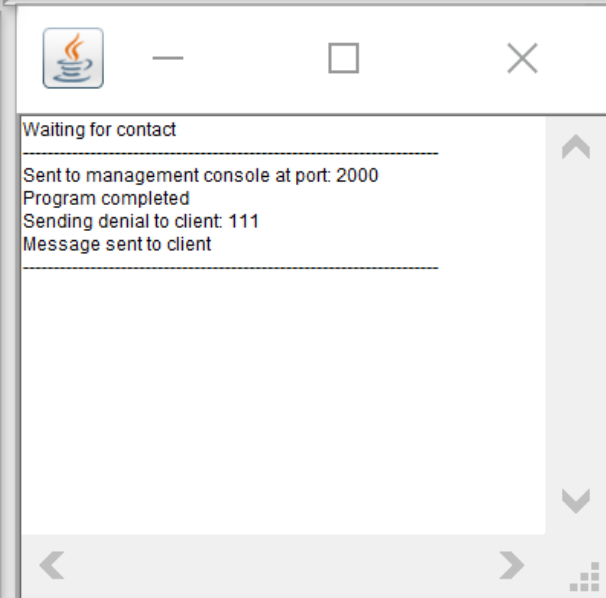 Waiting for contact
--------------------------------------------------------------------
Sent to management console at port: 2000
Program completed
Sending denial to client: 111
Message sent to client
--------------------------------------------------------------------